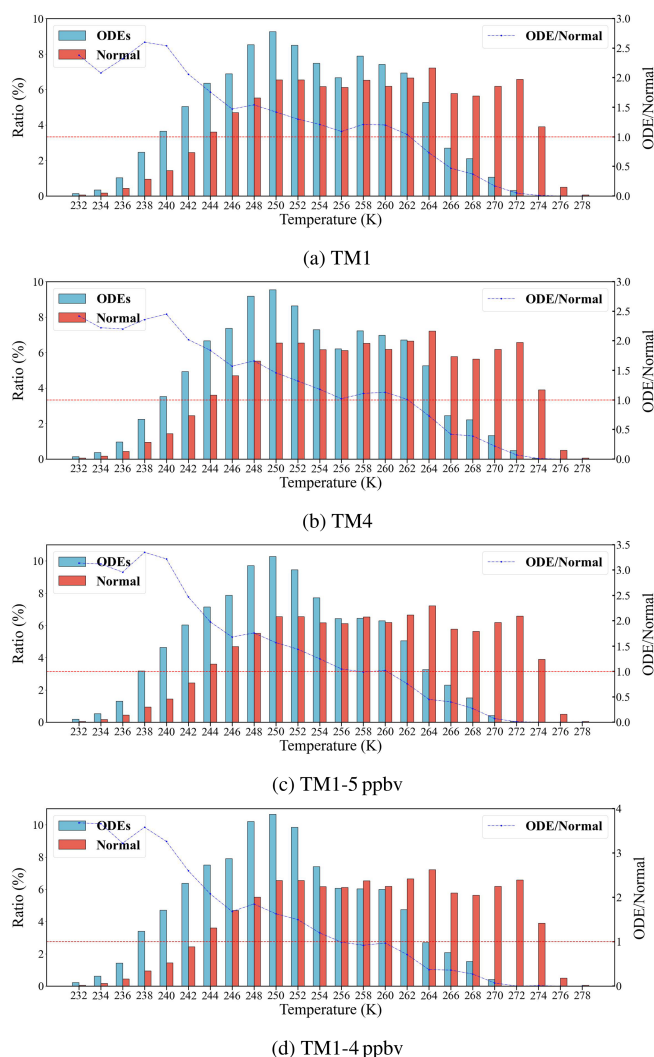 ODEs
Normal
ODE/Normal
Ratio (%)
10
8
6
4
2
0
3.0
2.5
2.0
1.5
1.0
0.5
0.0
ODE/Normal
232 234 236 238 240 242 244 246 248 250 252 254 256 258 260 262 264 266 268 270 272 274 276 278
Temperature (K)
(a) TM1
ODEs
Normal
ODE/Normal
Ratio (%)
10
8
6
4
2
0
3.0
2.5
2.0
1.5
1.0
0.5
0.0
ODE/Normal
232 234 236 238 240 242 244 246 248 250 252 254 256 258 260 262 264 266 268 270 272 274 276 278
Temperature (K)
(b) TM4
ODEs
Normal
ODE/Normal
Ratio (%)
10
8
6
4
2
0
3.5
3.0
2.5
2.0
1.5
1.0
0.5
0.0
ODE/Normal
232 234 236 238 240 242 244 246 248 250 252 254 256 258 260 262 264 266 268 270 272 274 276 278
Temperature (K)
(c) TM1-5 ppbv
ODEs
Normal
ODE/Normal
Ratio (%)
10
8
6
4
2
0
4
3
2
1
0
ODE/Normal
232 234 236 238 240 242 244 246 248 250 252 254 256 258 260 262 264 266 268 270 272 274 276 278
Temperature (K)
(d) TM1-4 ppbv